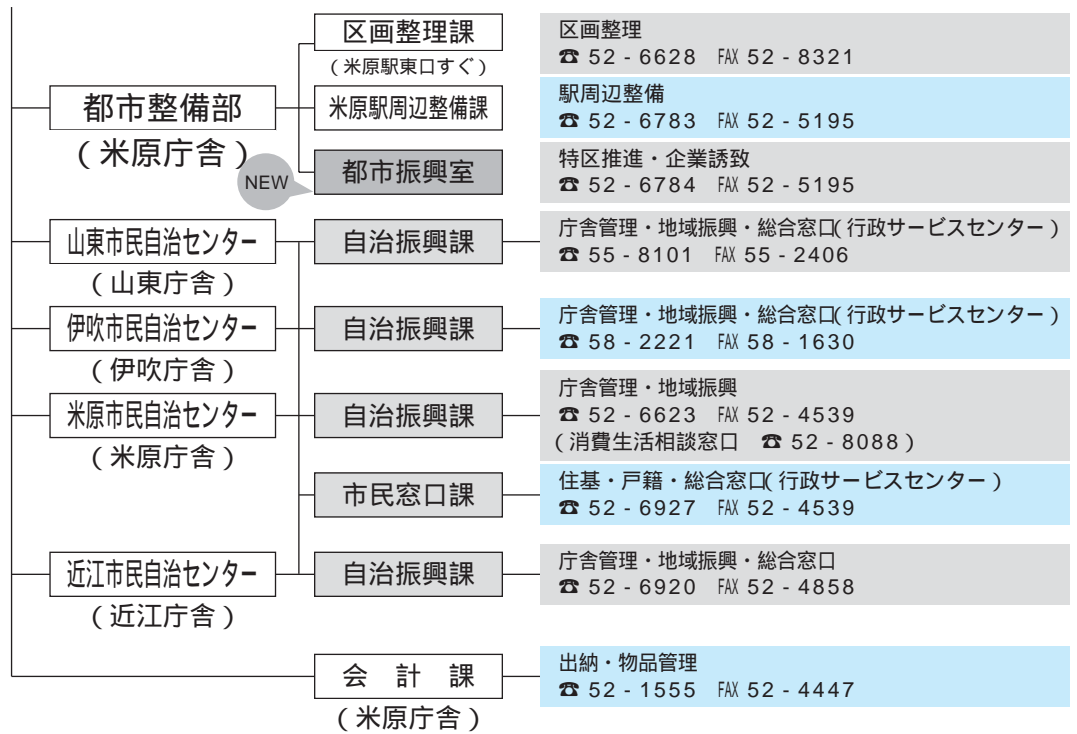 区画整理課
(米原駅東口すぐ)
区画整理
☎ 52 - 6628 FAX 52 - 8321
都市整備部
(米原庁舎)
米原駅周辺整備課
駅周辺整備
☎ 52 - 6783 FAX 52 - 5195
NEW
都市振興室
特区推進・企業誘致
☎ 52 - 6784 FAX 52 - 5195
山東市民自治センター
(山東庁舎)
自治振興課
庁舎管理・地域振興・総合窓口(行政サービスセンター)
☎ 55 - 8101 FAX 55 - 2406
伊吹市民自治センター
(伊吹庁舎)
自治振興課
庁舎管理・地域振興・総合窓口(行政サービスセンター)
☎ 58 - 2221 FAX 58 - 1630
米原市民自治センター
(米原庁舎)
自治振興課
庁舎管理・地域振興
☎ 52 - 6623 FAX 52 - 4539
(消費生活相談窓口 ☎ 52 - 8088)
市民窓口課
住基・戸籍・総合窓口(行政サービスセンター)
☎ 52 - 6927 FAX 52 - 4539
近江市民自治センター
(近江庁舎)
自治振興課
庁舎管理・地域振興・総合窓口
☎ 52 - 6920 FAX 52 - 4858
会計課
(米原庁舎)
出納・物品管理
☎ 52 - 1555 FAX 52 - 4447